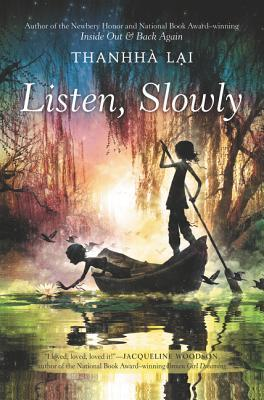 Author of the Newbery Honor and National Book Award–winning
Inside Out & Back Again
THANHHÀ LẠI
Listen, Slowly
"I loved, loved, loved it!"—JACQUELINE WOODSON,
author of the National Book Award–winning Brown Girl Dreaming